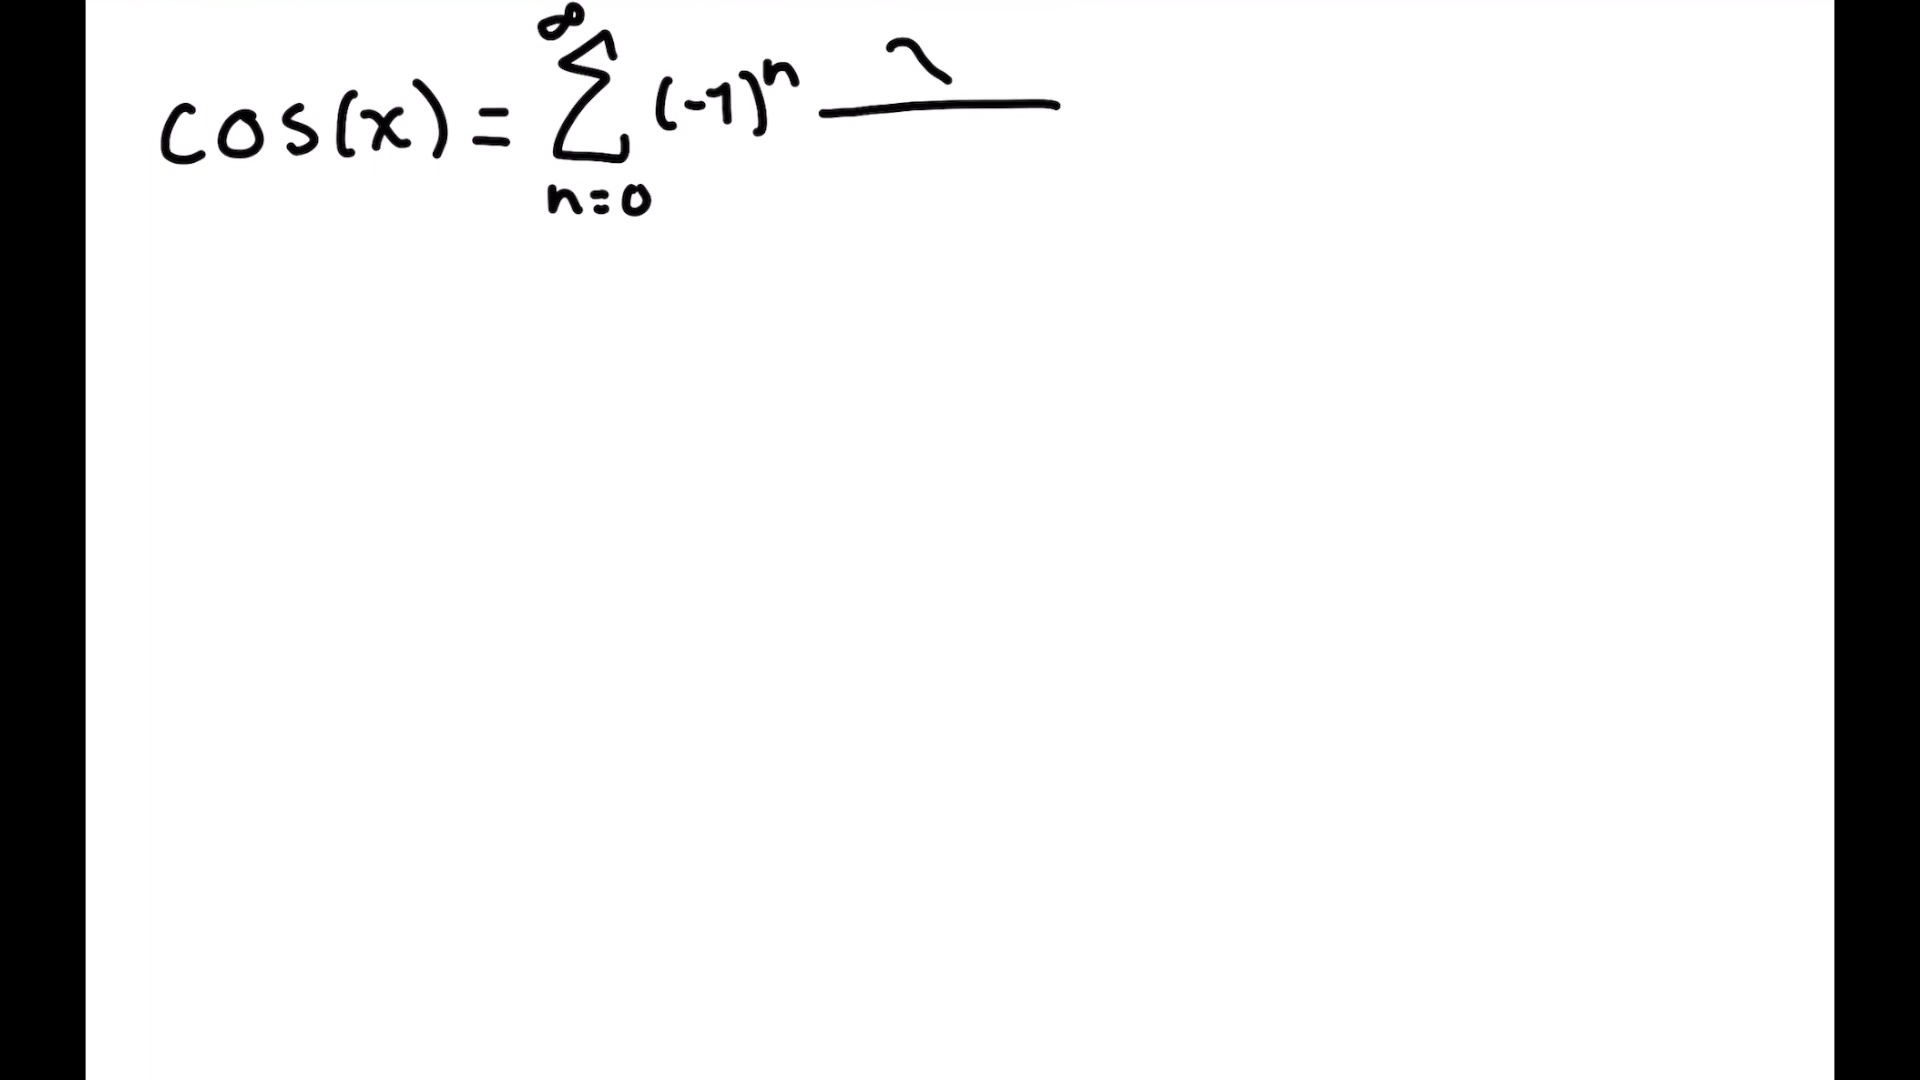 cos(x) = ∞ Σ n=0 (-1)^n